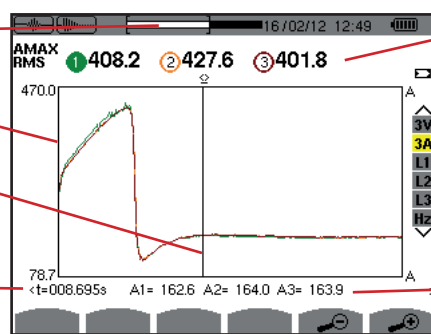 16/02/12 12:49
AMAX
RMS
1 408.2 2 427.6 3 401.8
470.0
A
3V
3A
L1
L2
L3
Hz
78.7
A
<t=008.695s A1= 162.6 A2= 164.0 A3= 163.9